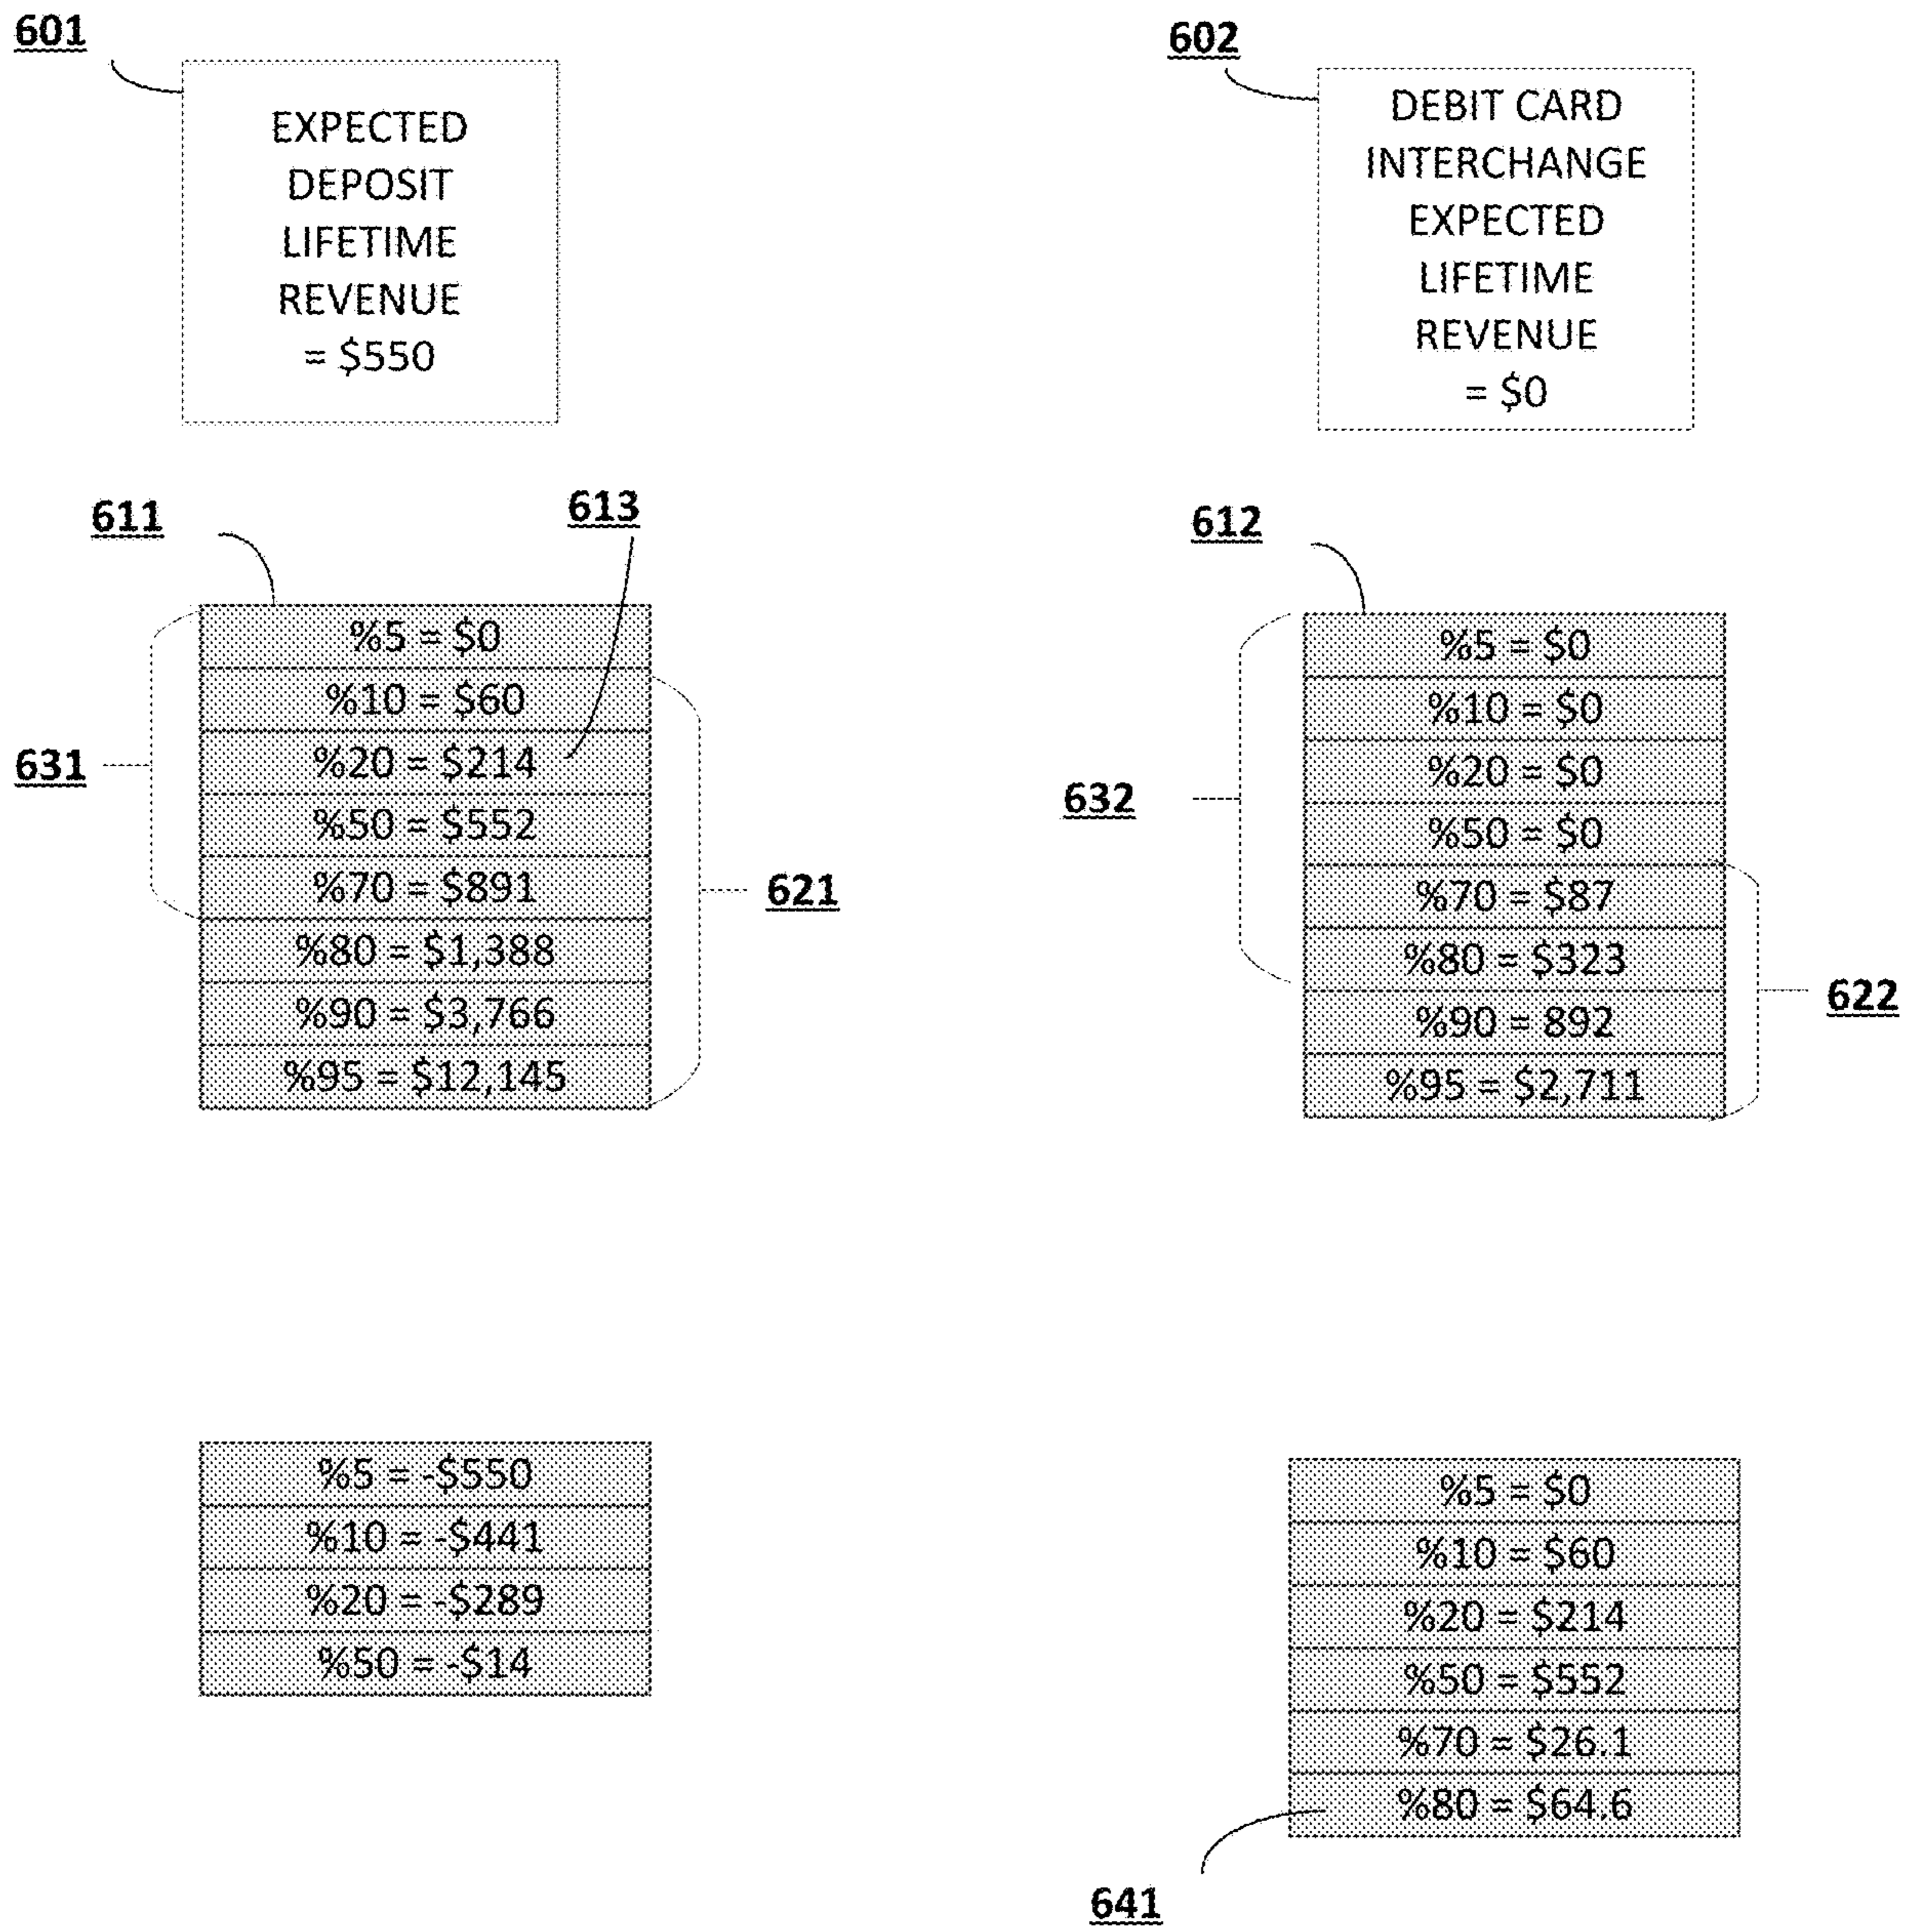 601
EXPECTED
DEPOSIT
LIFETIME
REVENUE
= $550
602
DEBIT CARD
INTERCHANGE
EXPECTED
LIFETIME
REVENUE
= $0
611
613
%5 = $0
%10 = $60
%20 = $214
%50 = $552
%70 = $891
%80 = $1,388
%90 = $3,766
%95 = $12,145
631
621
612
%5 = $0
%10 = $0
%20 = $0
%50 = $0
%70 = $87
%80 = $323
%90 = 892
%95 = $2,711
632
622
%5 = -$550
%10 = -$441
%20 = -$289
%50 = -$14
%5 = $0
%10 = $60
%20 = $214
%50 = $552
%70 = $26.1
%80 = $64.6
641